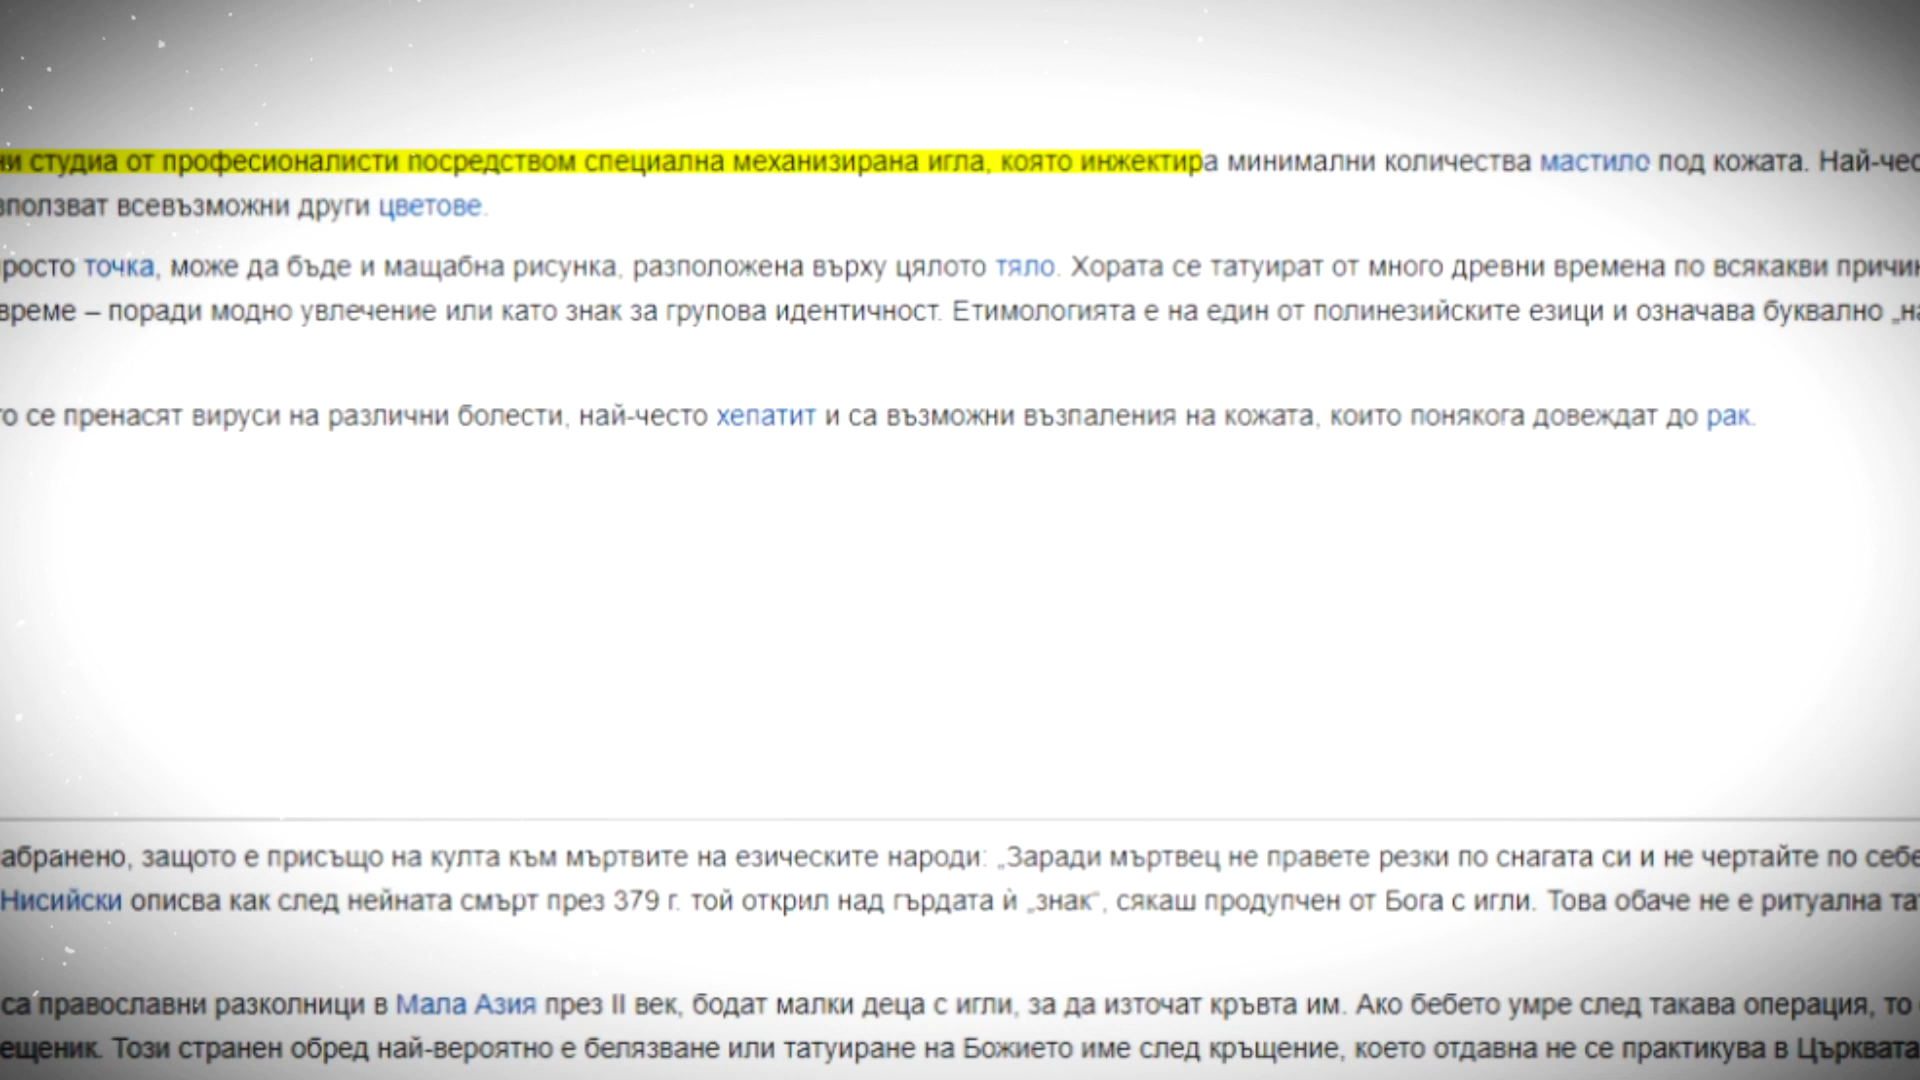 ни студиа от професионалисти посредством специална механизирана игла, която инжектира минимални количества мастило под кожата. Най-чес
зползват всевъзможни други цветове.
росто точка, може да бъде и мащабна рисунка, разположена върху цялото тяло. Хората се татуират от много древни времена по всякакви причин
време – поради модно увлечение или като знак за групова идентичност. Етимологията е на един от полинезийските езици и означава буквално „на
о се пренасят вируси на различни болести, най-често хепатит и са възможни възпаления на кожата, които понякога довеждат до рак.
абранено, защото е присъщо на култа към мъртвите на езическите народи: „Заради мъртвец не правете резки по снагата си и не чертайте по себе
Нисийски описва как след нейната смърт през 379 г. той открил над гърдата ѝ „знак“, сякаш продупчен от Бога с игли. Това обаче не е ритуална тат
са православни разколници в Мала Азия през II век, бодат малки деца с игли, за да източат кръвта им. Ако бебето умре след такава операция, то
ещеник. Този странен обред най-вероятно е белязване или татуиране на Божието име след кръщение, което отдавна не се практикува в Църквата